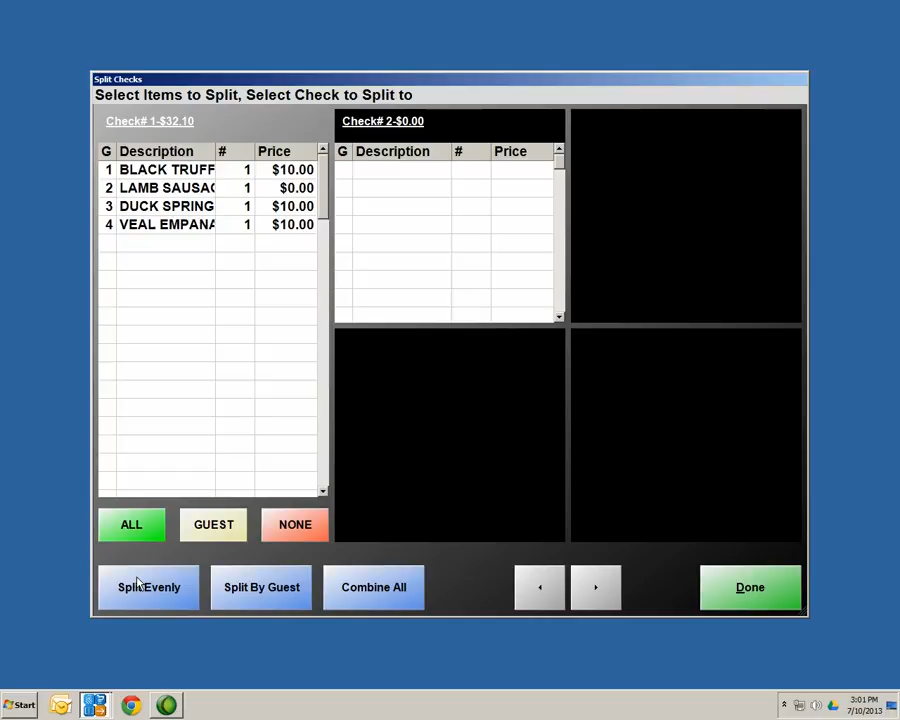 Split Checks
Select Items to Split, Select Check to Split to
Check# 1-$32.10
G Description # Price
1 BLACK TRUFF 1 $10.00
2 LAMB SAUSAG 1 $0.00
3 DUCK SPRING 1 $10.00
4 VEAL EMPANA 1 $10.00
Check# 2-$0.00
G Description # Price
ALL GUEST NONE
Split Evenly Split By Guest Combine All Done
Start
3:01 PM
7/10/2013